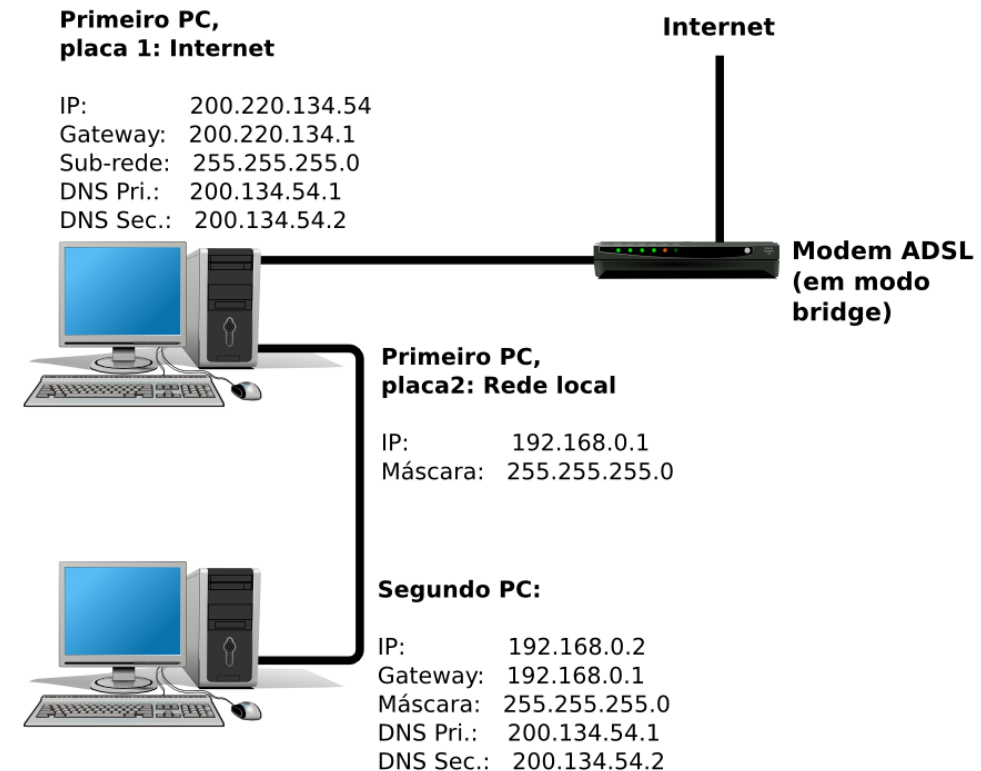 Primeiro PC,
placa 1: Internet
IP: 200.220.134.54
Gateway: 200.220.134.1
Sub-rede: 255.255.255.0
DNS Pri.: 200.134.54.1
DNS Sec.: 200.134.54.2
Internet
Modem ADSL
(em modo
bridge)
Primeiro PC,
placa2: Rede local
IP: 192.168.0.1
Máscara: 255.255.255.0
Segundo PC:
IP: 192.168.0.2
Gateway: 192.168.0.1
Máscara: 255.255.255.0
DNS Pri.: 200.134.54.1
DNS Sec.: 200.134.54.2